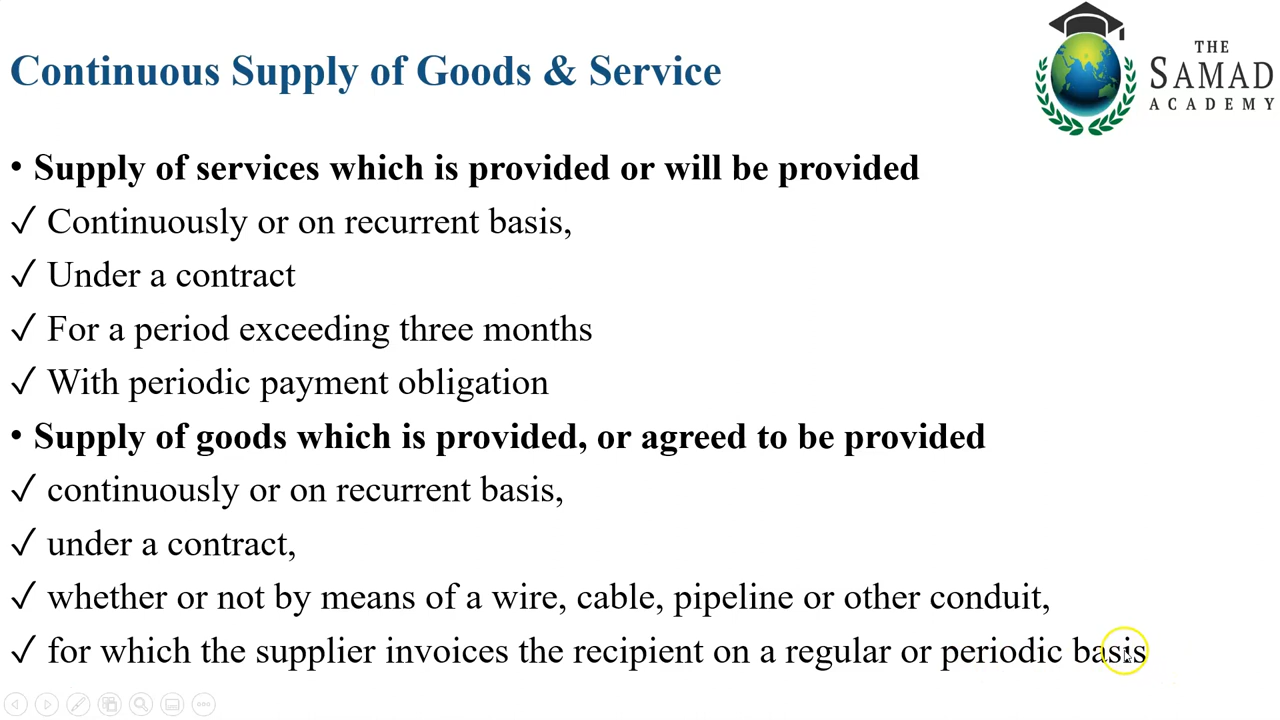 Continuous Supply of Goods & Service
THE
SAMAD
ACADEMY
• Supply of services which is provided or will be provided
✓ Continuously or on recurrent basis,
✓ Under a contract
✓ For a period exceeding three months
✓ With periodic payment obligation
• Supply of goods which is provided, or agreed to be provided
✓ continuously or on recurrent basis,
✓ under a contract,
✓ whether or not by means of a wire, cable, pipeline or other conduit,
✓ for which the supplier invoices the recipient on a regular or periodic basis